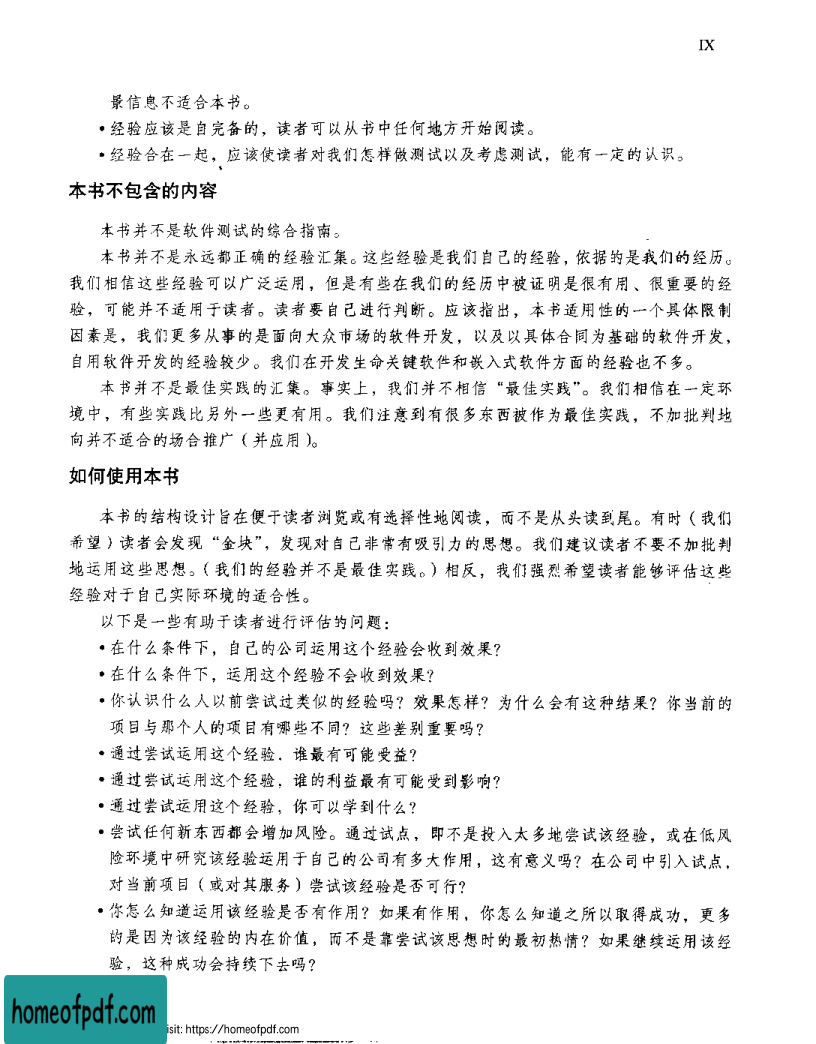 IX
景信息不适合本书。
•经验应该是自完备的，读者可以从书中任何地方开始阅读。
•经验合在一起，应该使读者对我们怎样做测试以及考虑测试，能有一定的认识。
本书不包含的内容
本书并不是软件测试的综合指南。
本书并不是永远都正确的经验汇集。这些经验是我们自己的经验，依据的是我们的经历。
我们相信这些经验可以广泛运用，但是有些在我们的经历中被证明是很有用、很重要的经
验，可能并不适用于读者。读者要自己进行判断。应该指出，本书适用性的一个具体限制
因素是，我们更多从事的是面向大众市场的软件开发，以及以具体合同为基础的软件开发，
自用软件开发的经验较少。我们在开发生命关键软件和嵌入式软件方面的经验也不多。
本书并不是最佳实践的汇集。事实上，我们并不相信“最佳实践”。我们相信在一定环
境中，有些实践比另外一些更有用。我们注意到有很多东西被作为最佳实践，不加批判地
向并不适合的场合推广（并应用）。
如何使用本书
本书的结构设计旨在便于读者浏览或有选择性地阅读，而不是从头读到尾。有时（我们
希望）读者会发现“金块”，发现对自己非常有吸引力的思想。我们建议读者不要不加批判
地运用这些思想。（我们的经验并不是最佳实践。）相反，我们强烈希望读者能够评估这些
经验对于自己实际环境的适合性。
以下是一些有助于读者进行评估的问题：
•在什么条件下，自己的公司运用这个经验会收到效果？
•在什么条件下，运用这个经验不会收到效果？
•你认识什么人以前尝试过类似的经验吗？效果怎样？为什么会有这种结果？你当前的
项目与那个人的项目有哪些不同？这些差别重要吗？
•通过尝试运用这个经验，谁最有可能受益？
•通过尝试运用这个经验，谁的利益最有可能受到影响？
•通过尝试运用这个经验，你可以学到什么？
•尝试任何新东西都会增加风险。通过试点，即不是投入太多地尝试该经验，或在低风
险环境中研究该经验运用于自己的公司有多大作用，这有意义吗？在公司中引入试点，
对当前项目（或对其服务）尝试该经验是否可行？
•你怎么知道运用该经验是否有作用？如果有作用，你怎么知道之所以取得成功，更多
的是因为该经验的内在价值，而不是靠尝试该思想时的最初热情？如果继续运用该经
验，这种成功会持续下去吗？
homeofpdf.com
isit: https://homeofpdf.com